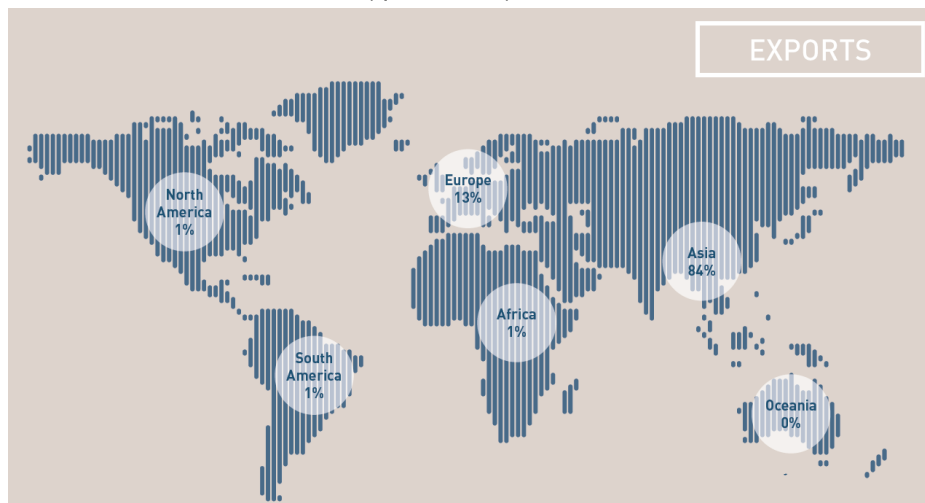 EXPORTS
Europe
13%
North
America
1%
Asia
84%
Africa
1%
South
America
1%
Oceania
0%